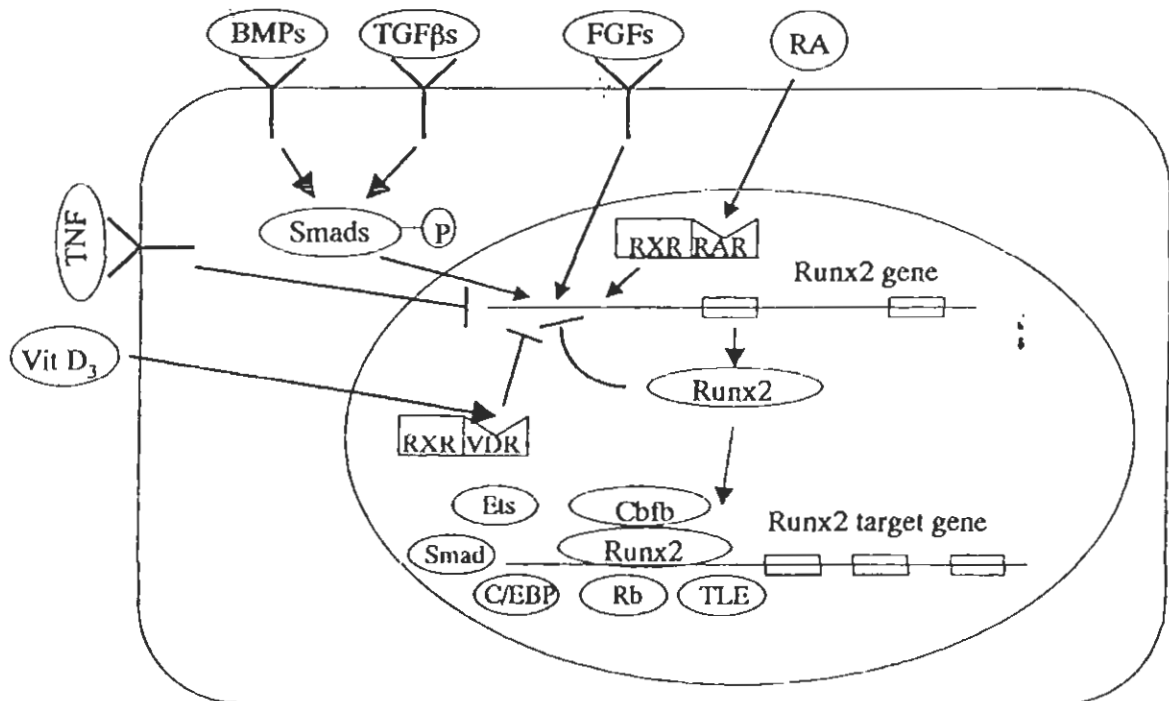 BMPs
TGFβs
FGFs
RA
TNF
Smads
P
RXR
RAR
Runx2 gene
Vit D₃
Runx2
RXR
VDR
Ets
Cbfb
Runx2 target gene
Smad
Runx2
C/EBP
Rb
TLE